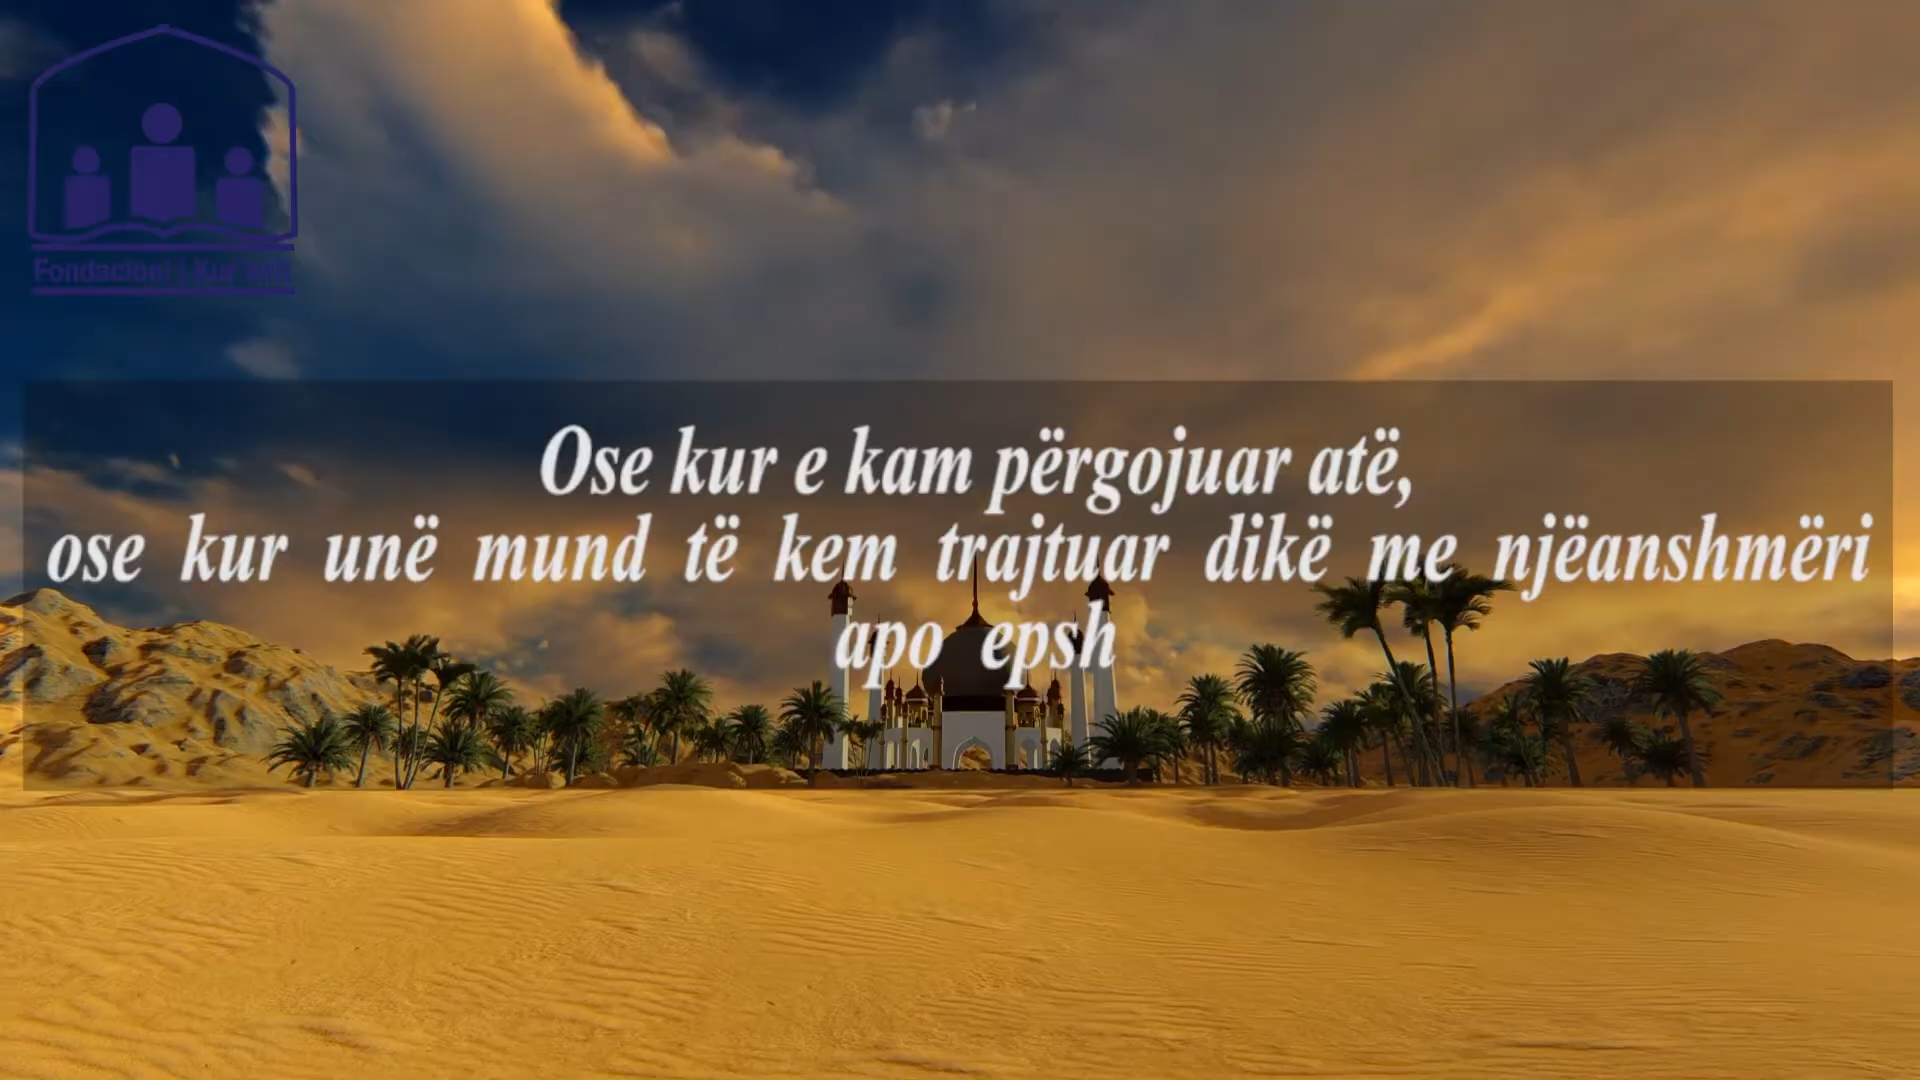 Fondacioni i Kur'anit
Ose kur e kam përgojuar atë,
ose kur unë mund të kem trajtuar dikë me njëanshmëri
apo epsh